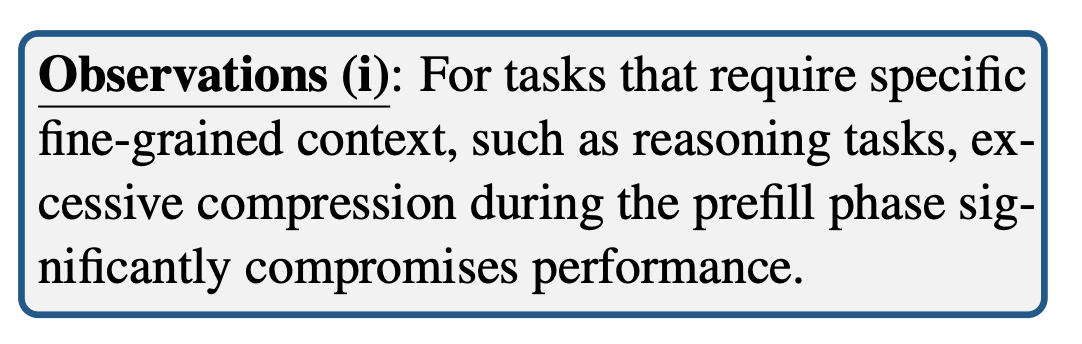 Observations (i): For tasks that require specific
fine-grained context, such as reasoning tasks, ex-
cessive compression during the prefill phase sig-
nificantly compromises performance.